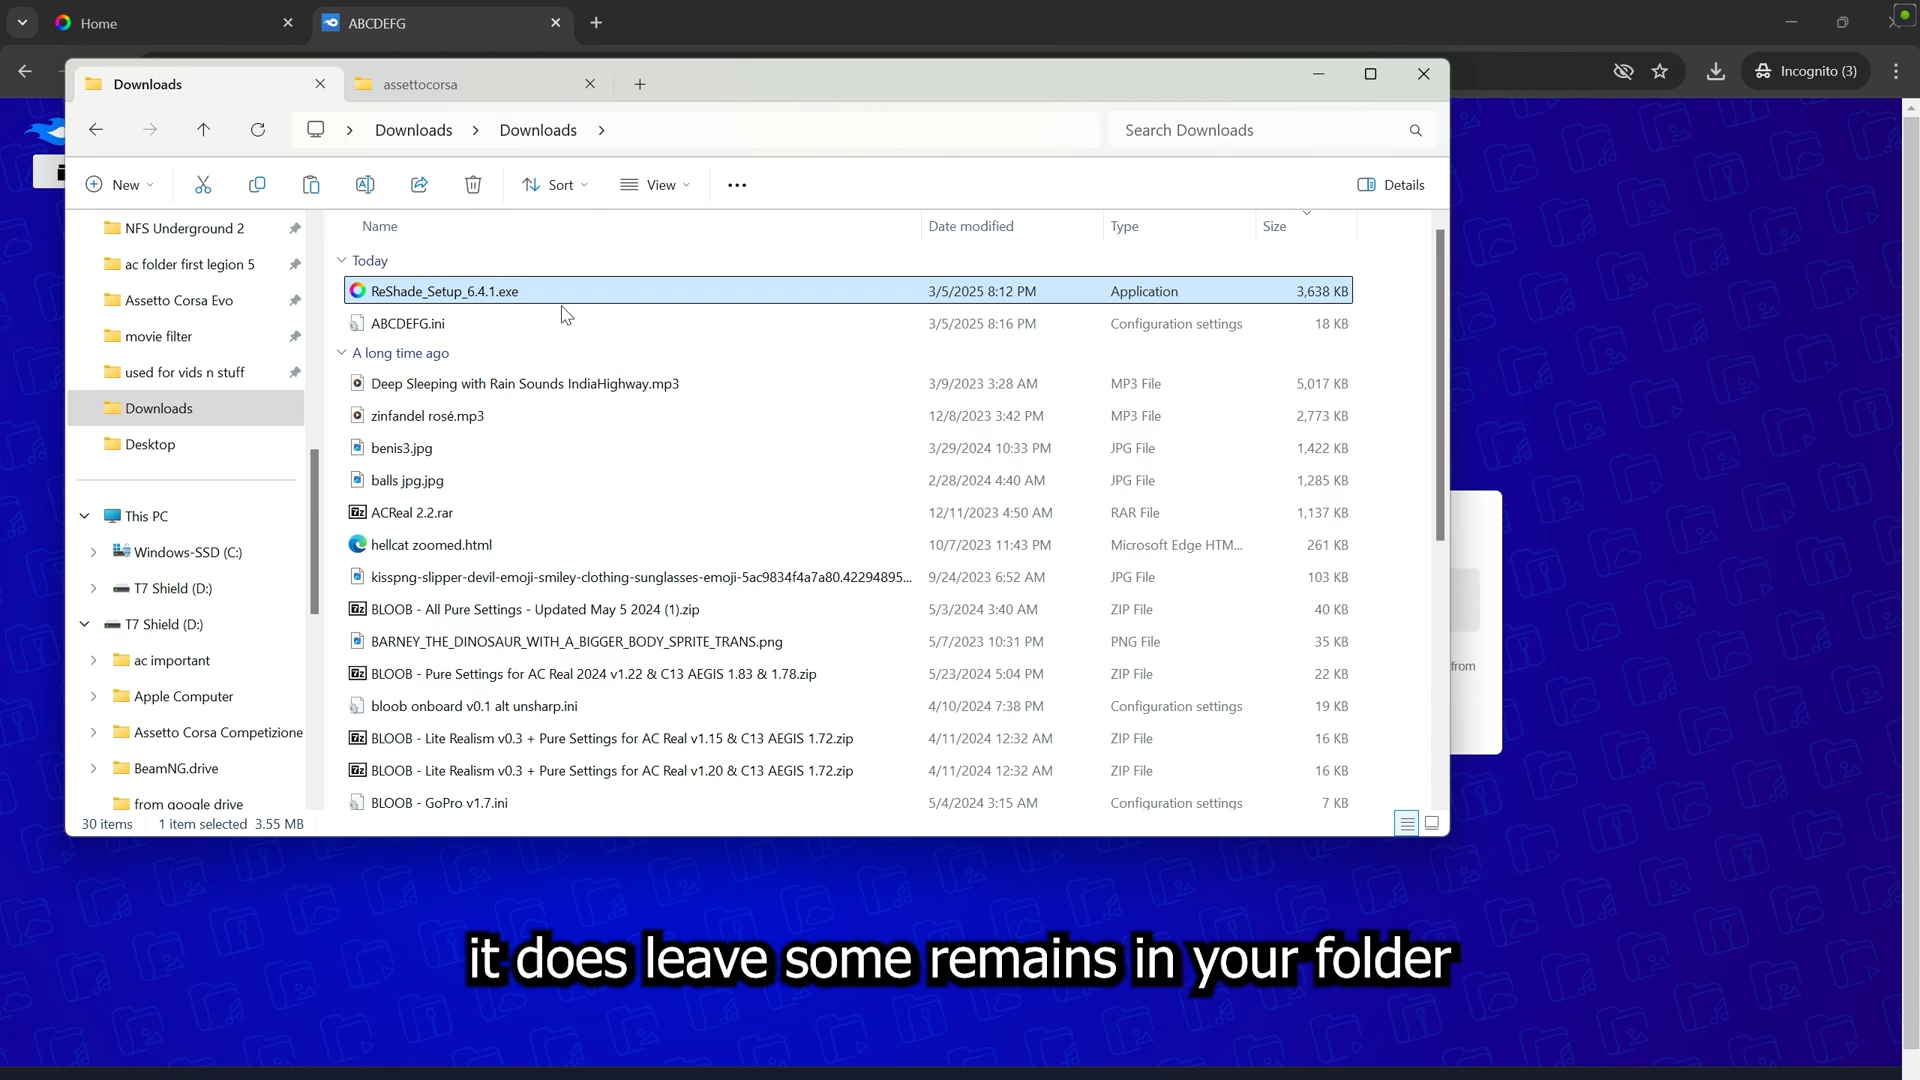 Home
ABCDEFG
Incognito (3)
Downloads
assettocorsa
Downloads
Downloads
Search Downloads
New
Sort
View
Details
NFS Underground 2
ac folder first legion 5
Assetto Corsa Evo
movie filter
used for vids n stuff
Downloads
Desktop
This PC
Windows-SSD (C:)
T7 Shield (D:)
T7 Shield (D:)
ac important
Apple Computer
Assetto Corsa Competizione
BeamNG.drive
from google drive
Name Date modified Type Size
Today
ReShade_Setup_6.4.1.exe 3/5/2025 8:12 PM Application 3,638 KB
ABCDEFG.ini 3/5/2025 8:16 PM Configuration settings 18 KB
A long time ago
Deep Sleeping with Rain Sounds IndiaHighway.mp3 3/9/2023 3:28 AM MP3 File 5,017 KB
zinfandel rosé.mp3 12/8/2023 3:42 PM MP3 File 2,773 KB
benis3.jpg 3/29/2024 10:33 PM JPG File 1,422 KB
balls jpg.jpg 2/28/2024 4:40 AM JPG File 1,285 KB
7z ACReal 2.2.rar 12/11/2023 4:50 AM RAR File 1,137 KB
hellcat zoomed.html 10/7/2023 11:43 PM Microsoft Edge HTM... 261 KB
kisspng-slipper-devil-emoji-smiley-clothing-sunglasses-emoji-5ac9834f4a7a80.42294895... 9/24/2023 6:52 AM JPG File 103 KB
7z BLOOB - All Pure Settings - Updated May 5 2024 (1).zip 5/3/2024 3:40 AM ZIP File 40 KB
BARNEY_THE_DINOSAUR_WITH_A_BIGGER_BODY_SPRITE_TRANS.png 5/7/2023 10:31 PM PNG File 35 KB
7z BLOOB - Pure Settings for AC Real 2024 v1.22 & C13 AEGIS 1.83 & 1.78.zip 5/23/2024 5:04 PM ZIP File 22 KB
bloob onboard v0.1 alt unsharp.ini 4/10/2024 7:38 PM Configuration settings 19 KB
7z BLOOB - Lite Realism v0.3 + Pure Settings for AC Real v1.15 & C13 AEGIS 1.72.zip 4/11/2024 12:32 AM ZIP File 16 KB
7z BLOOB - Lite Realism v0.3 + Pure Settings for AC Real v1.20 & C13 AEGIS 1.72.zip 4/11/2024 12:32 AM ZIP File 16 KB
BLOOB - GoPro v1.7.ini 5/4/2024 3:15 AM Configuration settings 7 KB
30 items 1 item selected 3.55 MB
from
it does leave some remains in your folder